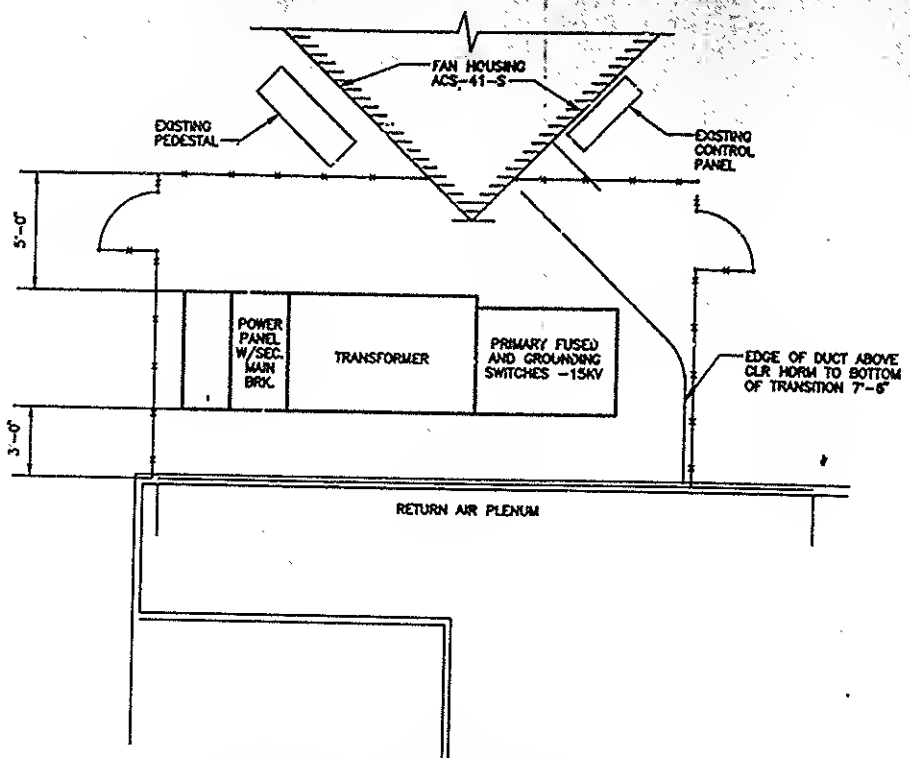 FAN HOUSING
ACS-41-S
EXISTING
PEDESTAL
EXISTING
CONTROL
PANEL
5'-0"
POWER
PANEL
W/SEC.
MAIN
BRK.
TRANSFORMER
PRIMARY FUSED
AND GROUNDING
SWITCHES -15KV
EDGE OF DUCT ABOVE
CLR HORM TO BOTTOM
OF TRANSITION 7'-6"
3'-0"
RETURN AIR PLENUM